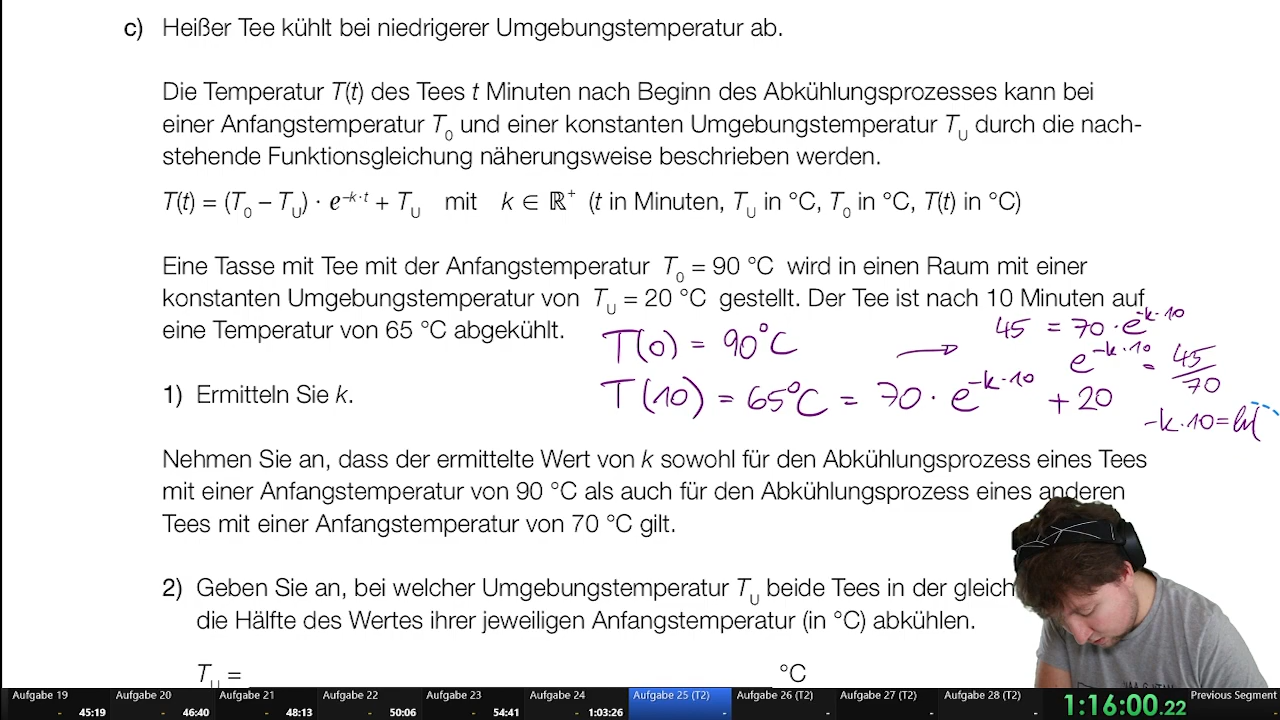 c) Heißer Tee kühlt bei niedrigerer Umgebungstemperatur ab.
Die Temperatur T(t) des Tees t Minuten nach Beginn des Abkühlungsprozesses kann bei
einer Anfangstemperatur T₀ und einer konstanten Umgebungstemperatur T_U durch die nach-
stehende Funktionsgleichung näherungsweise beschrieben werden.
T(t) = (T₀ – T_U) · e^(–k·t) + T_U mit k ∈ ℝ⁺ (t in Minuten, T_U in °C, T₀ in °C, T(t) in °C)
Eine Tasse mit Tee mit der Anfangstemperatur T₀ = 90 °C wird in einen Raum mit einer
konstanten Umgebungstemperatur von T_U = 20 °C gestellt. Der Tee ist nach 10 Minuten auf
eine Temperatur von 65 °C abgekühlt.
T(0) = 90°C
→ 45 = 70 · e^(-k·10)
e^(-k·10) = 45/70
1) Ermitteln Sie k.
T(10) = 65°C = 70 · e^(-k·10) + 20
-k·10 = ln(
Nehmen Sie an, dass der ermittelte Wert von k sowohl für den Abkühlungsprozess eines Tees
mit einer Anfangstemperatur von 90 °C als auch für den Abkühlungsprozess eines anderen
Tees mit einer Anfangstemperatur von 70 °C gilt.
2) Geben Sie an, bei welcher Umgebungstemperatur T_U beide Tees in der gleich
die Hälfte des Wertes ihrer jeweiligen Anfangstemperatur (in °C) abkühlen.
T_U = ____ °C
Aufgabe 19 Aufgabe 20 Aufgabe 21 Aufgabe 22 Aufgabe 23 Aufgabe 24 Aufgabe 25 (T2) Aufgabe 26 (T2) Aufgabe 27 (T2) Aufgabe 28 (T2) 1:16:00.22 Previous Segment
- 45:19 - 46:40 - 48:13 - 50:06 - 54:41 - 1:03:26 - - - - -